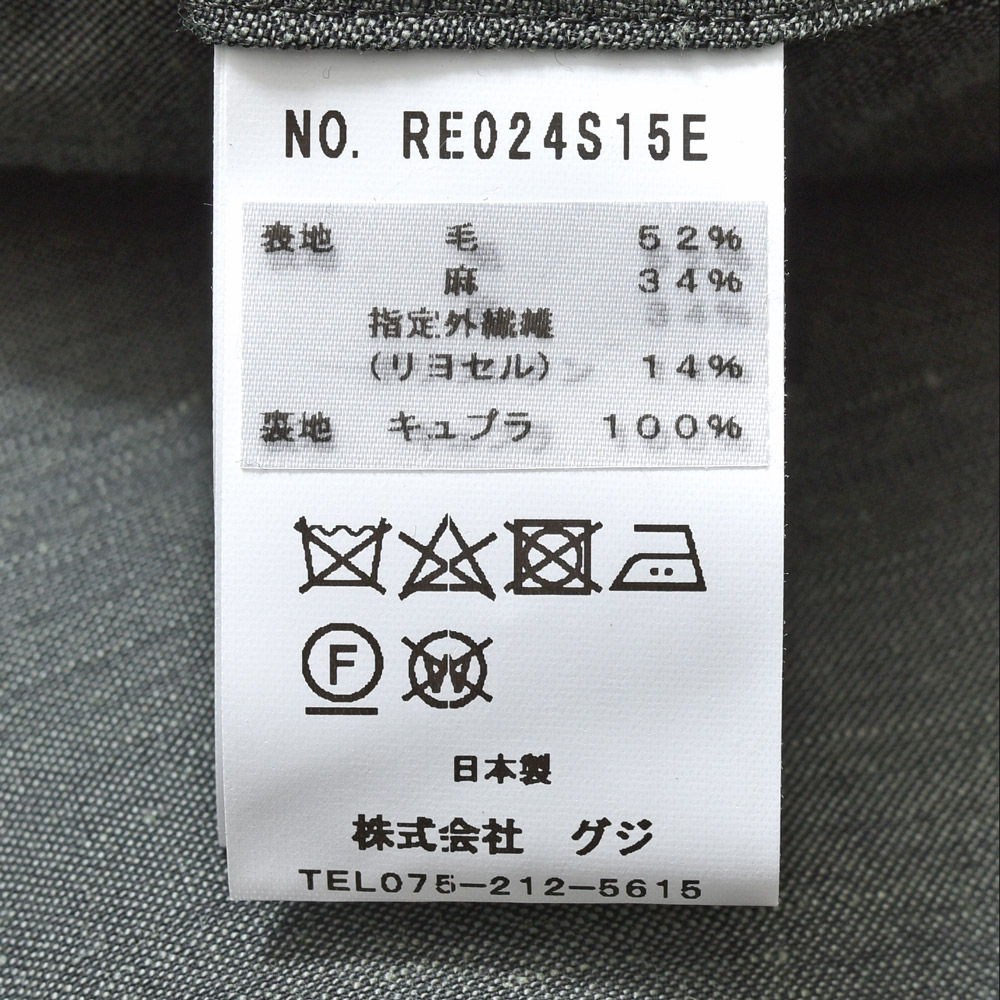 NO. RE024S15E
表地 毛 52%
麻 34%
指定外繊維
(リヨセル) 14%
裏地 キュプラ 100%
F
W
日本製
株式会社 グジ
TEL075-212-5615